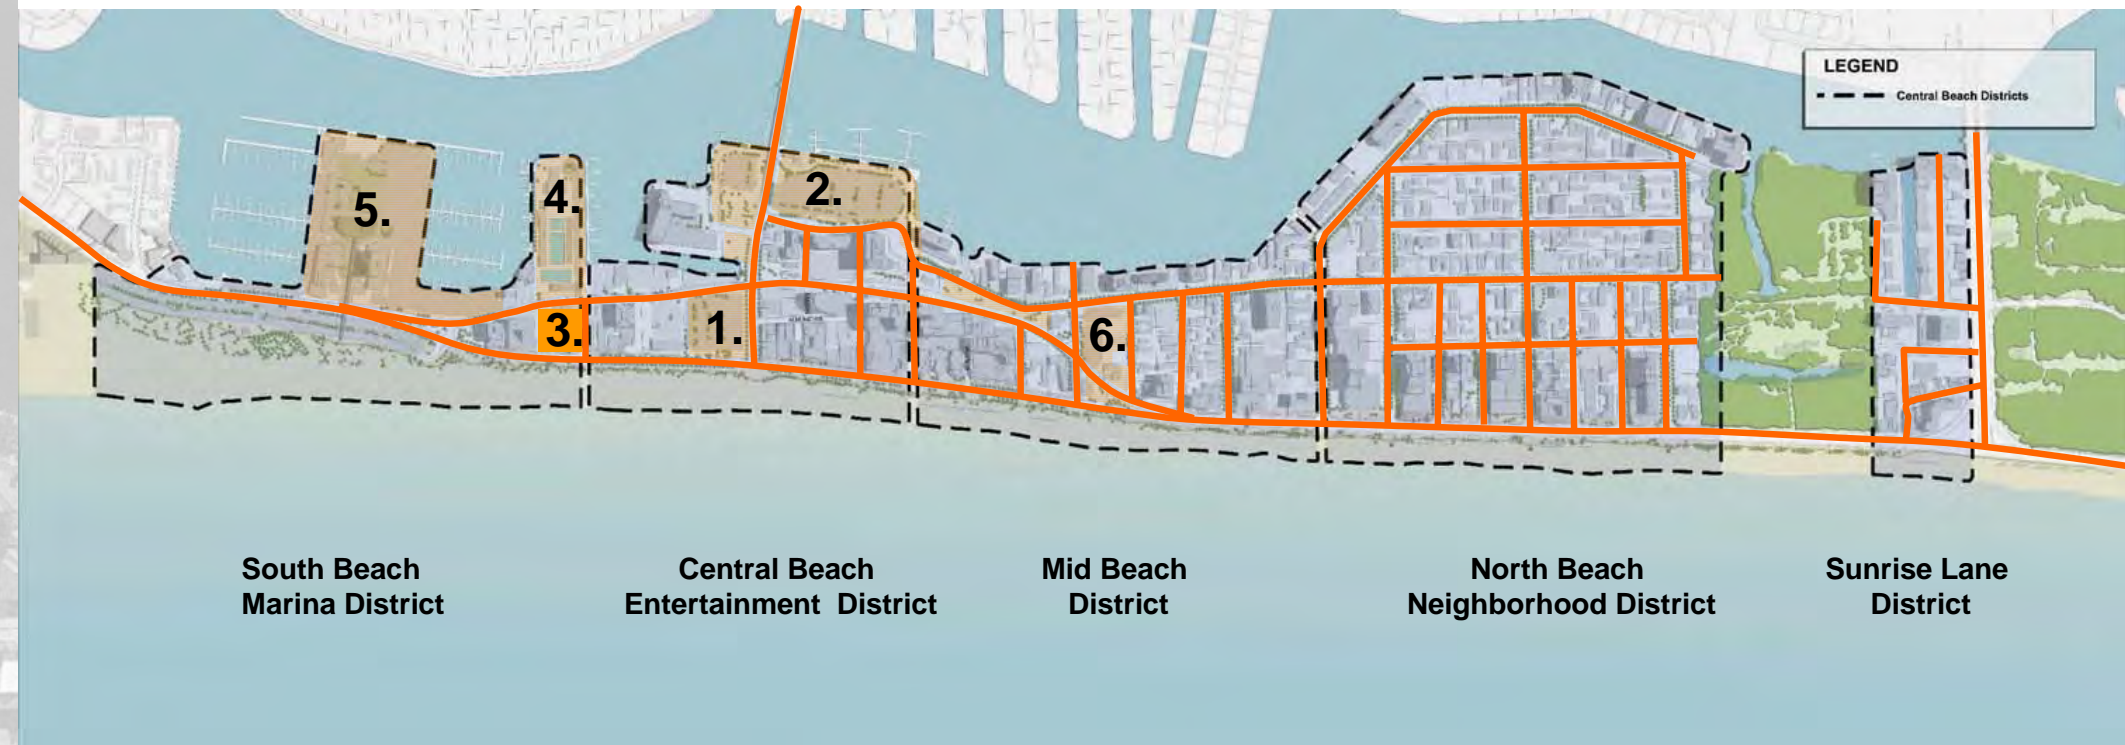 LEGEND
Central Beach Districts
5.
4.
2.
3.
1.
6.
South Beach
Marina District
Central Beach
Entertainment District
Mid Beach
District
North Beach
Neighborhood District
Sunrise Lane
District